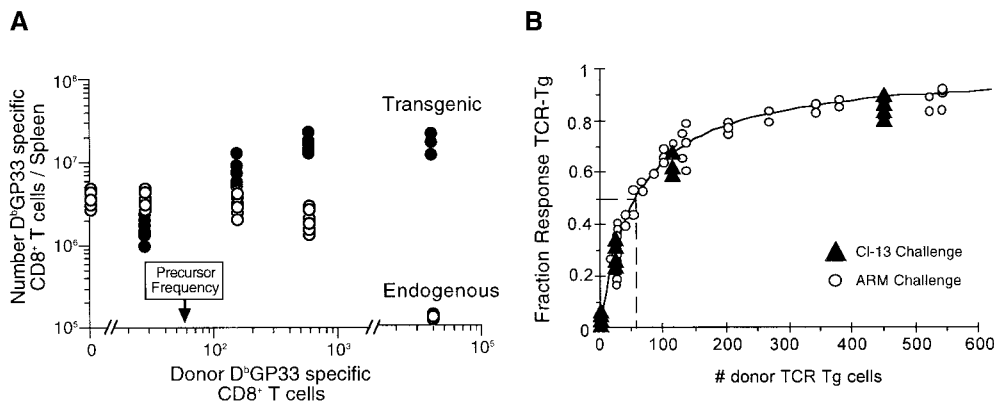 A
Number DᵇGP33 specific
CD8⁺ T cells / Spleen
10⁸
10⁷
10⁶
10⁵
Transgenic
Endogenous
Precursor
Frequency
0
10²
10³
10⁵
Donor DᵇGP33 specific
CD8⁺ T cells
B
Fraction Response TCR-Tg
1
0.8
0.6
0.4
0.2
0
Cl-13 Challenge
ARM Challenge
0
100
200
300
400
500
600
# donor TCR Tg cells